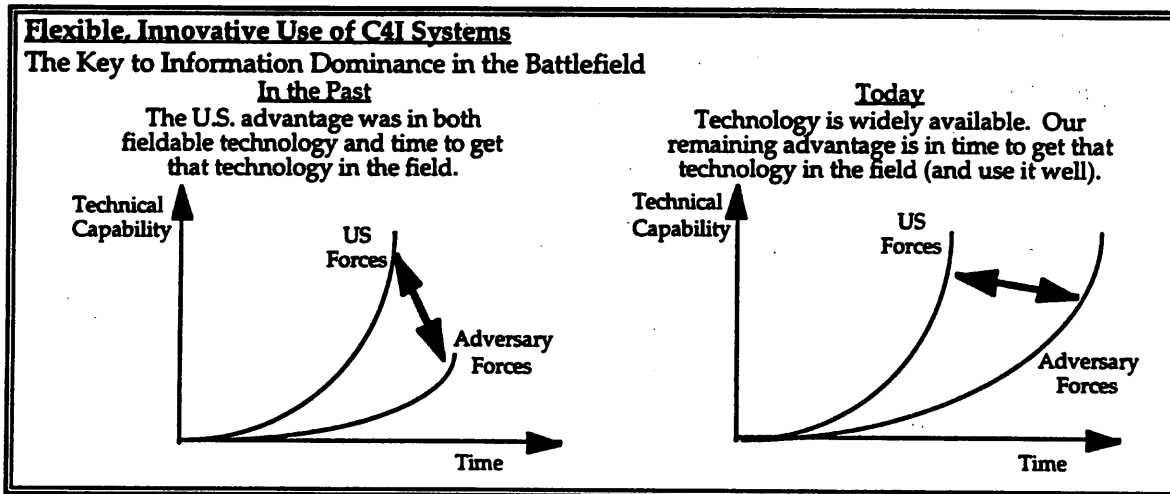 Flexible, Innovative Use of C4I Systems
The Key to Information Dominance in the Battlefield
In the Past
The U.S. advantage was in both
fieldable technology and time to get
that technology in the field.
Technical
Capability
US
Forces
Adversary
Forces
Time
Today
Technology is widely available. Our
remaining advantage is in time to get that
technology in the field (and use it well).
Technical
Capability
US
Forces
Adversary
Forces
Time